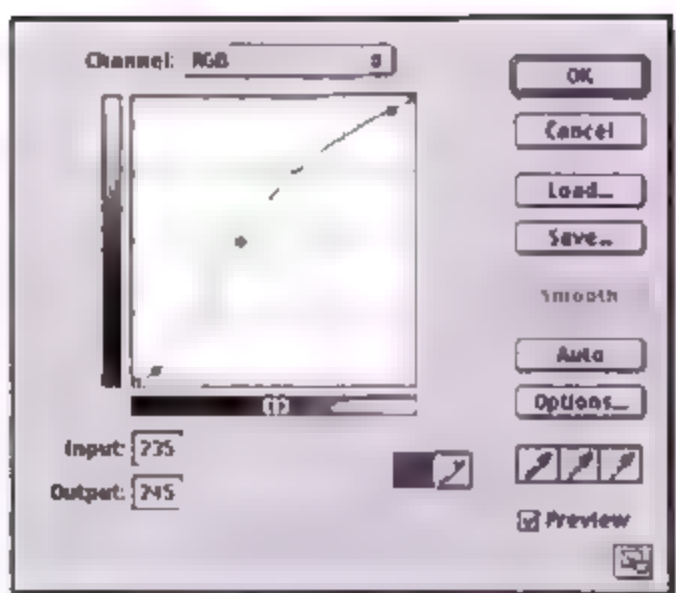 Channel: RGB
OK
Cancel
Load...
Save...
Smooth
Auto
Options...
Input: 235
Output: 245
Preview